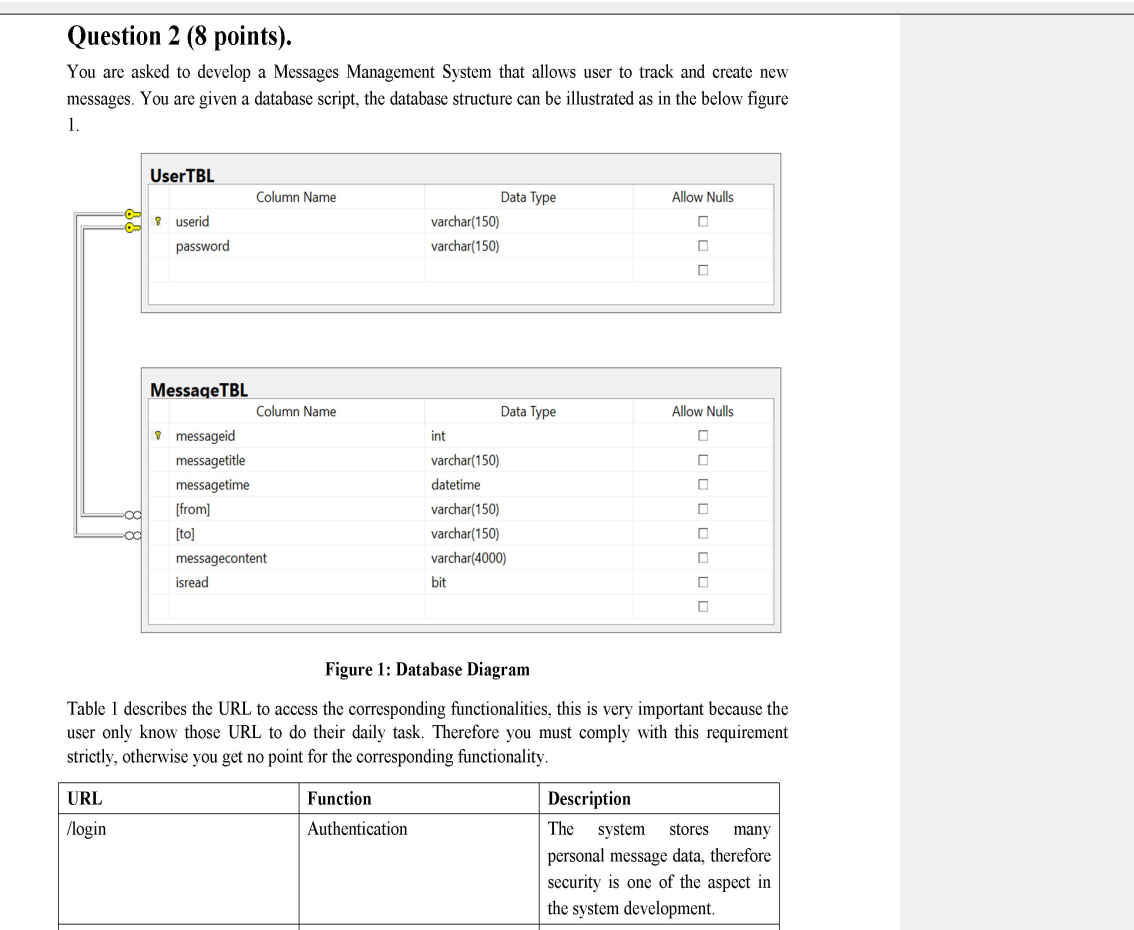 Question 2 (8 points).
You are asked to develop a Messages Management System that allows user to track and create new
messages. You are given a database script, the database structure can be illustrated as in the below figure
1.
UserTBL
Column Name Data Type Allow Nulls
userid varchar(150)
password varchar(150)
MessageTBL
Column Name Data Type Allow Nulls
messageid int
messagetitle varchar(150)
messagetime datetime
[from] varchar(150)
[to] varchar(150)
messagecontent varchar(4000)
isread bit
Figure 1: Database Diagram
Table 1 describes the URL to access the corresponding functionalities, this is very important because the
user only know those URL to do their daily task. Therefore you must comply with this requirement
strictly, otherwise you get no point for the corresponding functionality.
URL Function Description
/login Authentication The system stores many
personal message data, therefore
security is one of the aspect in
the system development.